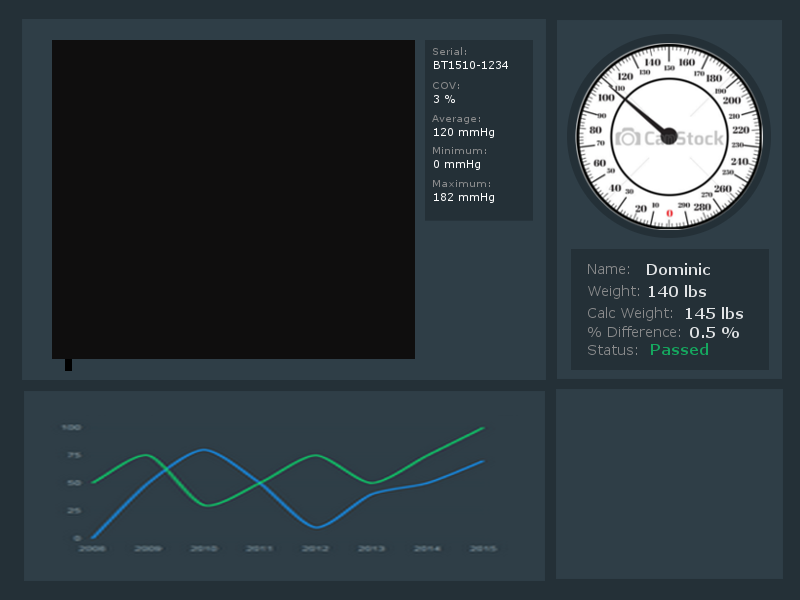 Serial:
BT1510-1234
COV:
3 %
Average:
120 mmHg
Minimum:
0 mmHg
Maximum:
182 mmHg
150
140 160
130 170
120 180
110 190
100 200
90 210
80 220
CanStock
70 230
60 240
50 250
40 260
30 270
20 280
10 290
0
Name: Dominic
Weight: 140 lbs
Calc Weight: 145 lbs
% Difference: 0.5 %
Status: Passed
100
75
50
25
0
2008 2009 2010 2011 2012 2013 2014 2015